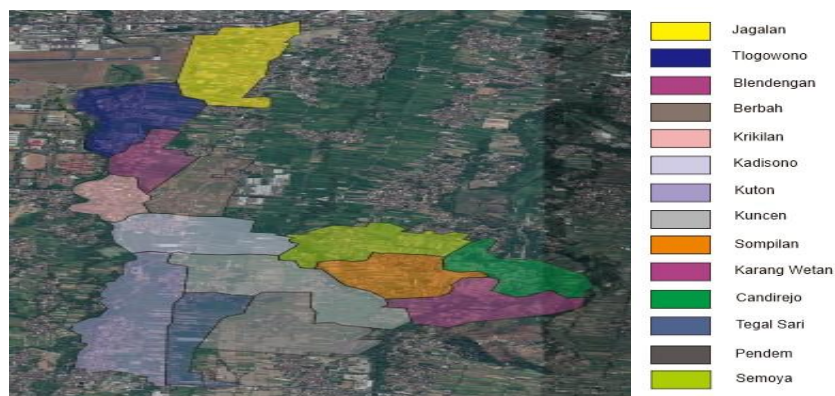 Jagalan
Tlogowono
Blendengan
Berbah
Krikilan
Kadisono
Kuton
Kuncen
Sompilan
Karang Wetan
Candirejo
Tegal Sari
Pendem
Semoya